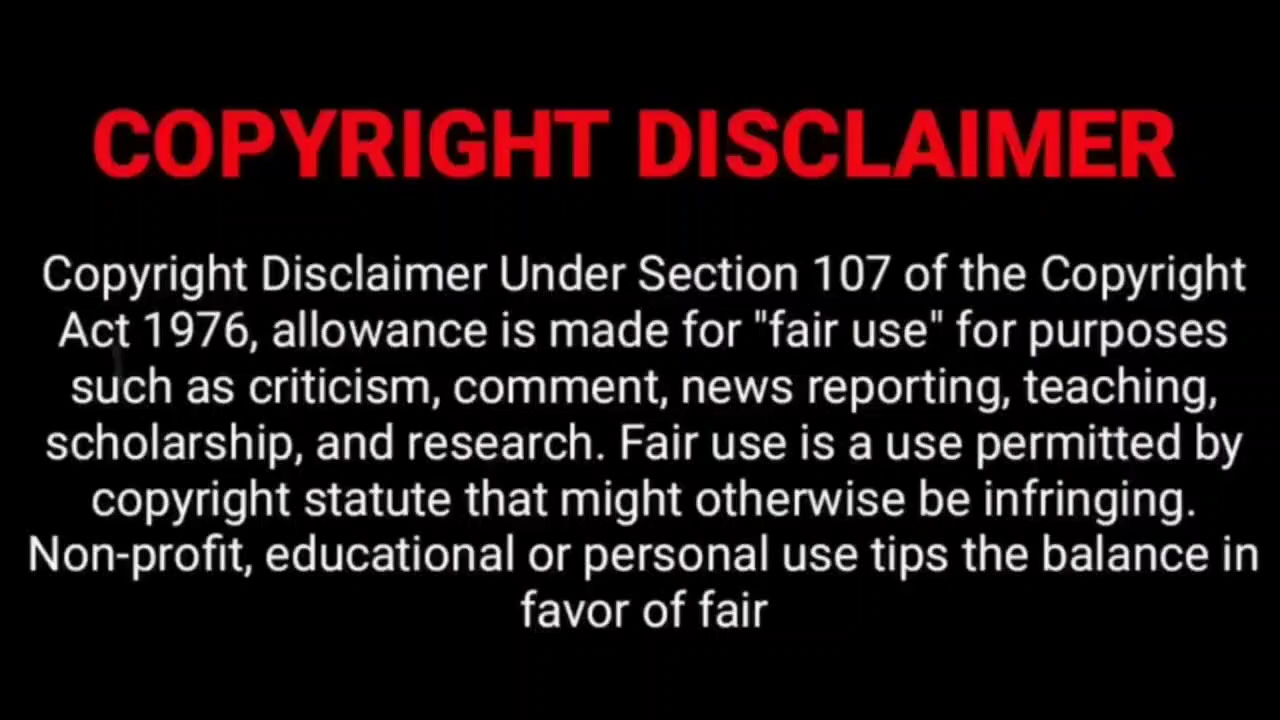 COPYRIGHT DISCLAIMER
Copyright Disclaimer Under Section 107 of the Copyright
Act 1976, allowance is made for "fair use" for purposes
such as criticism, comment, news reporting, teaching,
scholarship, and research. Fair use is a use permitted by
copyright statute that might otherwise be infringing.
Non-profit, educational or personal use tips the balance in
favor of fair